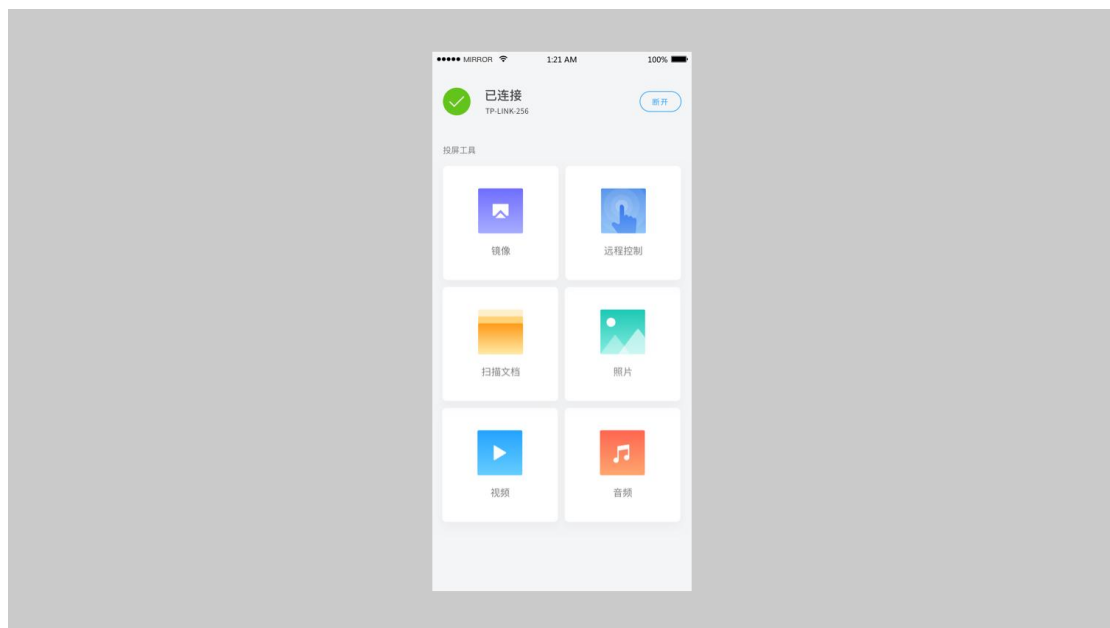 MIRROR 1:21 AM 100%
已连接
TP-LINK-256
断开
投屏工具
镜像
远程控制
扫描文档
照片
视频
音频